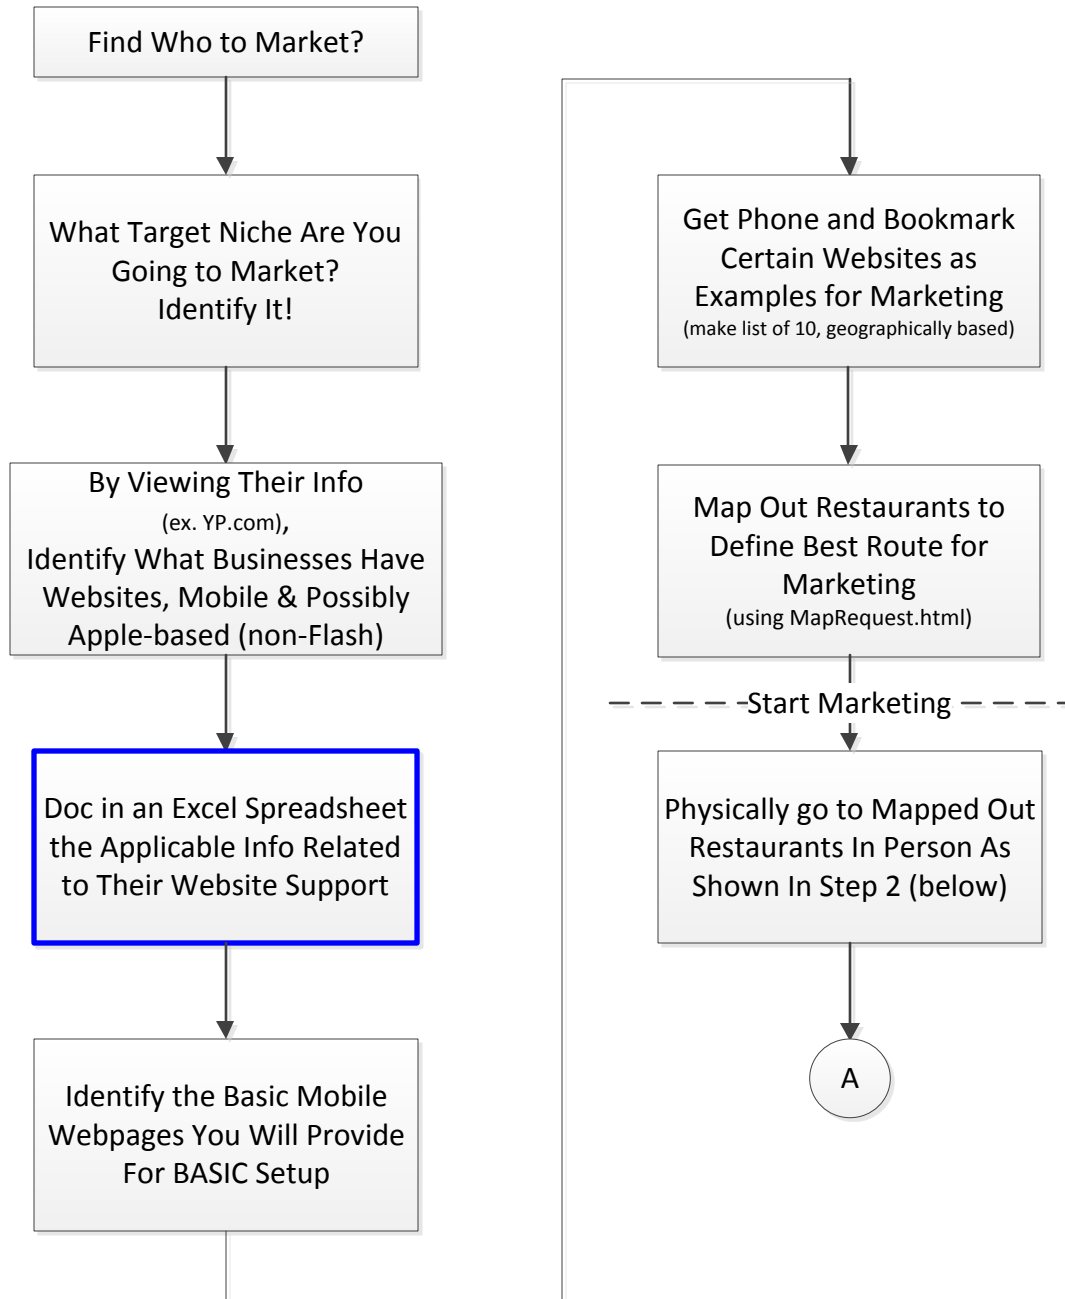 Find Who to Market?
What Target Niche Are You
Going to Market?
Identify It!
By Viewing Their Info
(ex. YP.com),
Identify What Businesses Have
Websites, Mobile & Possibly
Apple-based (non-Flash)
Doc in an Excel Spreadsheet
the Applicable Info Related
to Their Website Support
Identify the Basic Mobile
Webpages You Will Provide
For BASIC Setup
Get Phone and Bookmark
Certain Websites as
Examples for Marketing
(make list of 10, geographically based)
Map Out Restaurants to
Define Best Route for
Marketing
(using MapRequest.html)
Start Marketing
Physically go to Mapped Out
Restaurants In Person As
Shown In Step 2 (below)
A